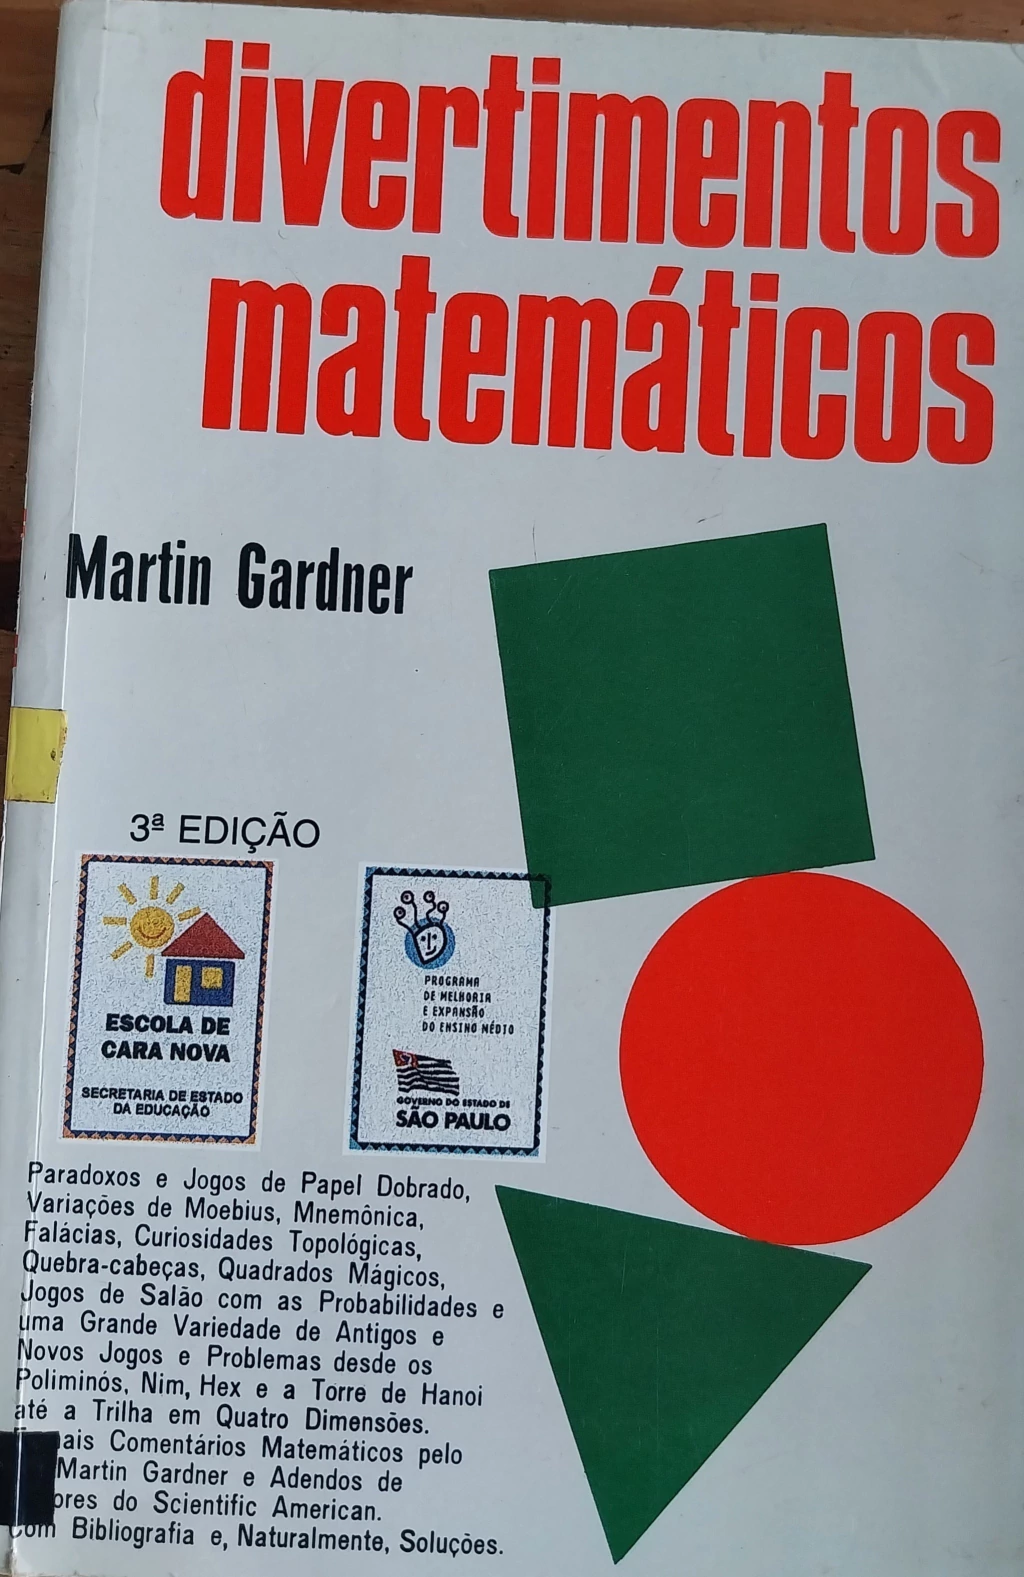 divertimentos
matemáticos
Martin Gardner
3ª EDIÇÃO
ESCOLA DE
CARA NOVA
SECRETARIA DE ESTADO
DA EDUCAÇÃO
PROGRAMA
DE MELHORIA
E EXPANSÃO
DO ENSINO MÉDIO
GOVERNO DO ESTADO DE
SÃO PAULO
Paradoxos e Jogos de Papel Dobrado,
Variações de Moebius, Mnemônica,
Falácias, Curiosidades Topológicas,
Quebra-cabeças, Quadrados Mágicos,
Jogos de Salão com as Probabilidades e
uma Grande Variedade de Antigos e
Novos Jogos e Problemas desde os
Poliminós, Nim, Hex e a Torre de Hanoi
até a Trilha em Quatro Dimensões.
Comentários Matemáticos pelo
Martin Gardner e Adendos de
do Scientific American.
com Bibliografia e, Naturalmente, Soluções.